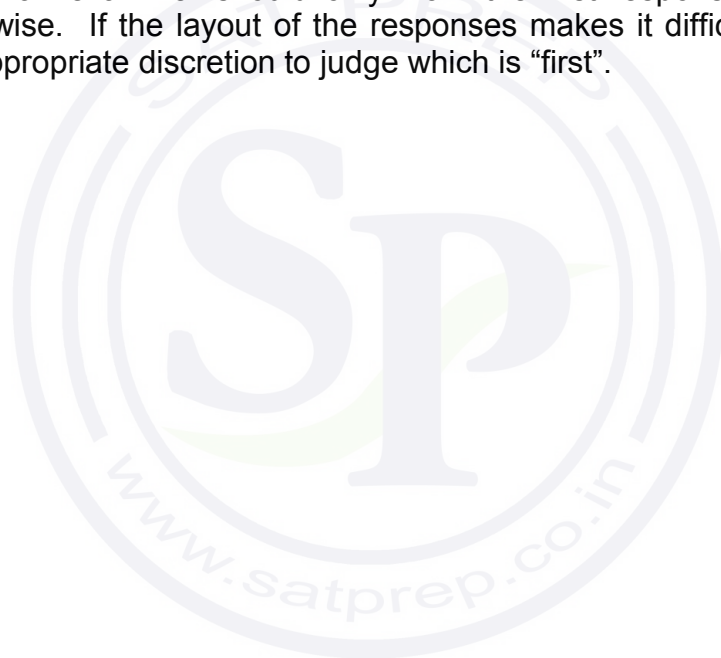 wise. If the layout of the responses makes it diffic
ppropriate discretion to judge which is “first”.
SATPREP
SP
www.satprep.co.in